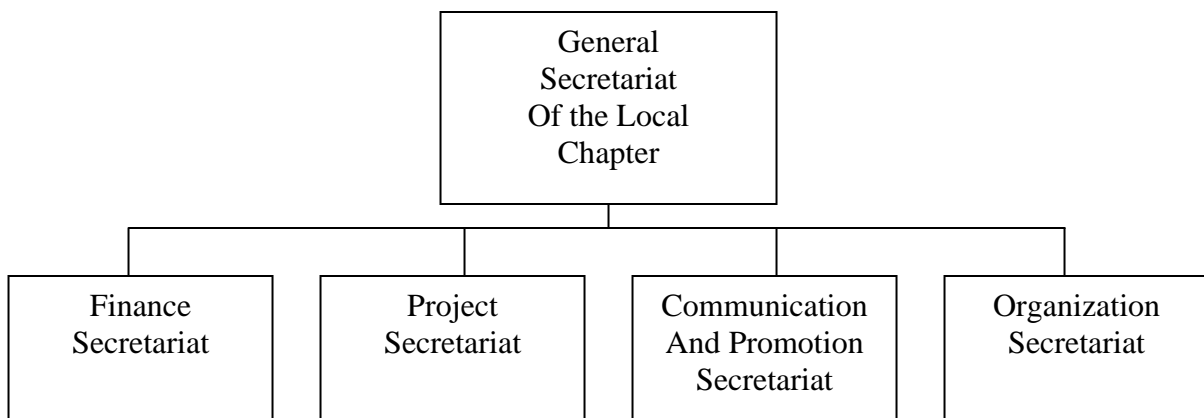 General
Secretariat
Of the Local
Chapter
Finance
Secretariat
Project
Secretariat
Communication
And Promotion
Secretariat
Organization
Secretariat